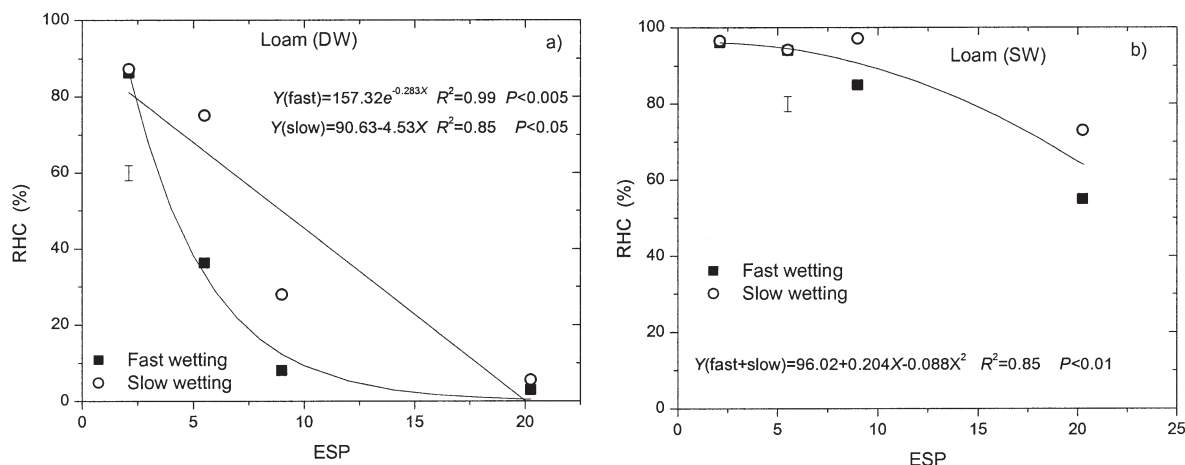 Loam (DW)
a)
Y(fast)=157.32e^-0.283X R²=0.99 P<0.005
Y(slow)=90.63-4.53X R²=0.85 P<0.05
RHC (%)
100
80
60
40
20
0
Fast wetting
Slow wetting
0 5 10 15 20
ESP
Loam (SW)
b)
RHC (%)
100
80
60
40
20
0
Fast wetting
Slow wetting
Y(fast+slow)=96.02+0.204X-0.088X² R²=0.85 P<0.01
0 5 10 15 20 25
ESP